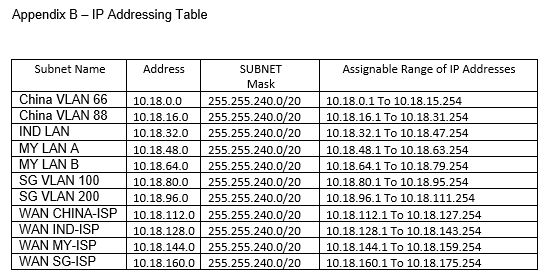 Appendix B – IP Addressing Table
Subnet Name Address SUBNET Assignable Range of IP Addresses
Mask
China VLAN 66 10.18.0.0 255.255.240.0/20 10.18.0.1 To 10.18.15.254
China VLAN 88 10.18.16.0 255.255.240.0/20 10.18.16.1 To 10.18.31.254
IND LAN 10.18.32.0 255.255.240.0/20 10.18.32.1 To 10.18.47.254
MY LAN A 10.18.48.0 255.255.240.0/20 10.18.48.1 To 10.18.63.254
MY LAN B 10.18.64.0 255.255.240.0/20 10.18.64.1 To 10.18.79.254
SG VLAN 100 10.18.80.0 255.255.240.0/20 10.18.80.1 To 10.18.95.254
SG VLAN 200 10.18.96.0 255.255.240.0/20 10.18.96.1 To 10.18.111.254
WAN CHINA-ISP 10.18.112.0 255.255.240.0/20 10.18.112.1 To 10.18.127.254
WAN IND-ISP 10.18.128.0 255.255.240.0/20 10.18.128.1 To 10.18.143.254
WAN MY-ISP 10.18.144.0 255.255.240.0/20 10.18.144.1 To 10.18.159.254
WAN SG-ISP 10.18.160.0 255.255.240.0/20 10.18.160.1 To 10.18.175.254